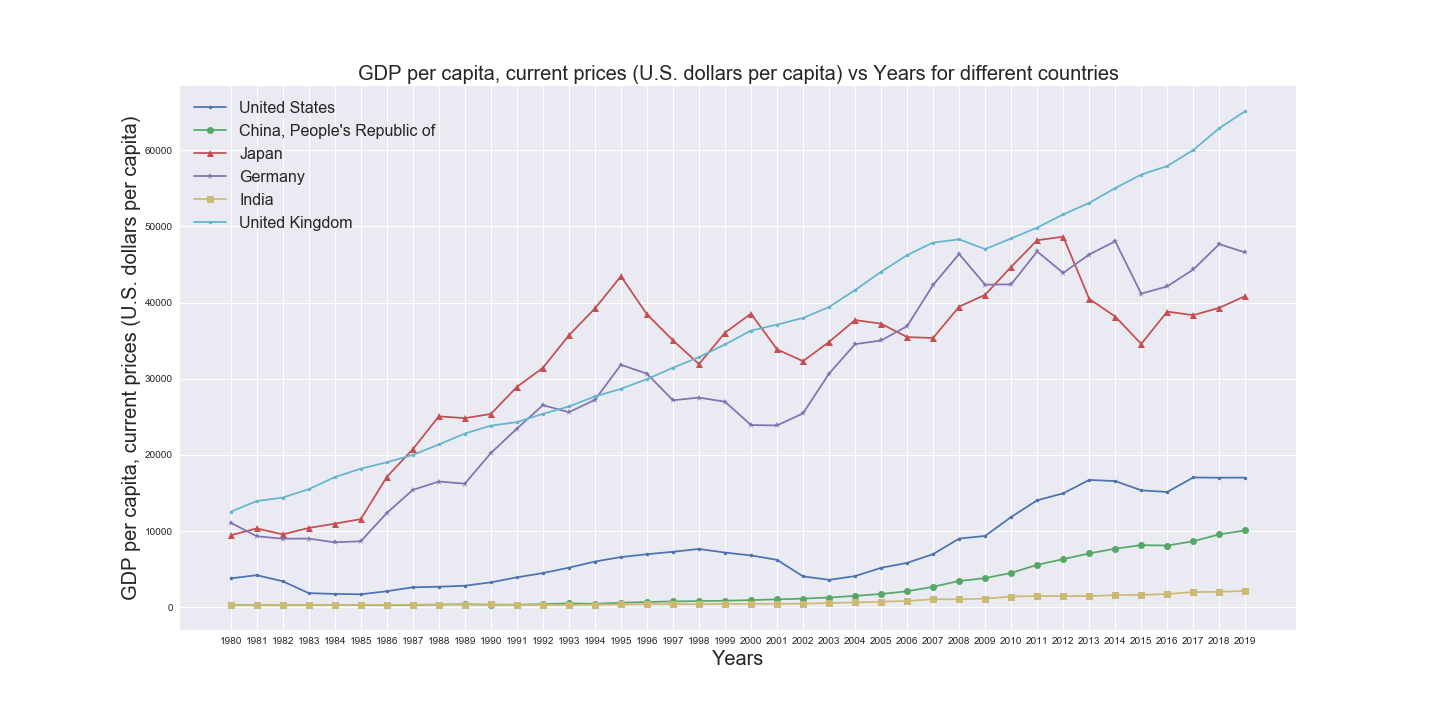 GDP per capita, current prices (U.S. dollars per capita) vs Years for different countries
United States
China, People's Republic of
Japan
Germany
India
United Kingdom
GDP per capita, current prices (U.S. dollars per capita)
60000
50000
40000
30000
20000
10000
0
1980 1981 1982 1983 1984 1985 1986 1987 1988 1989 1990 1991 1992 1993 1994 1995 1996 1997 1998 1999 2000 2001 2002 2003 2004 2005 2006 2007 2008 2009 2010 2011 2012 2013 2014 2015 2016 2017 2018 2019
Years